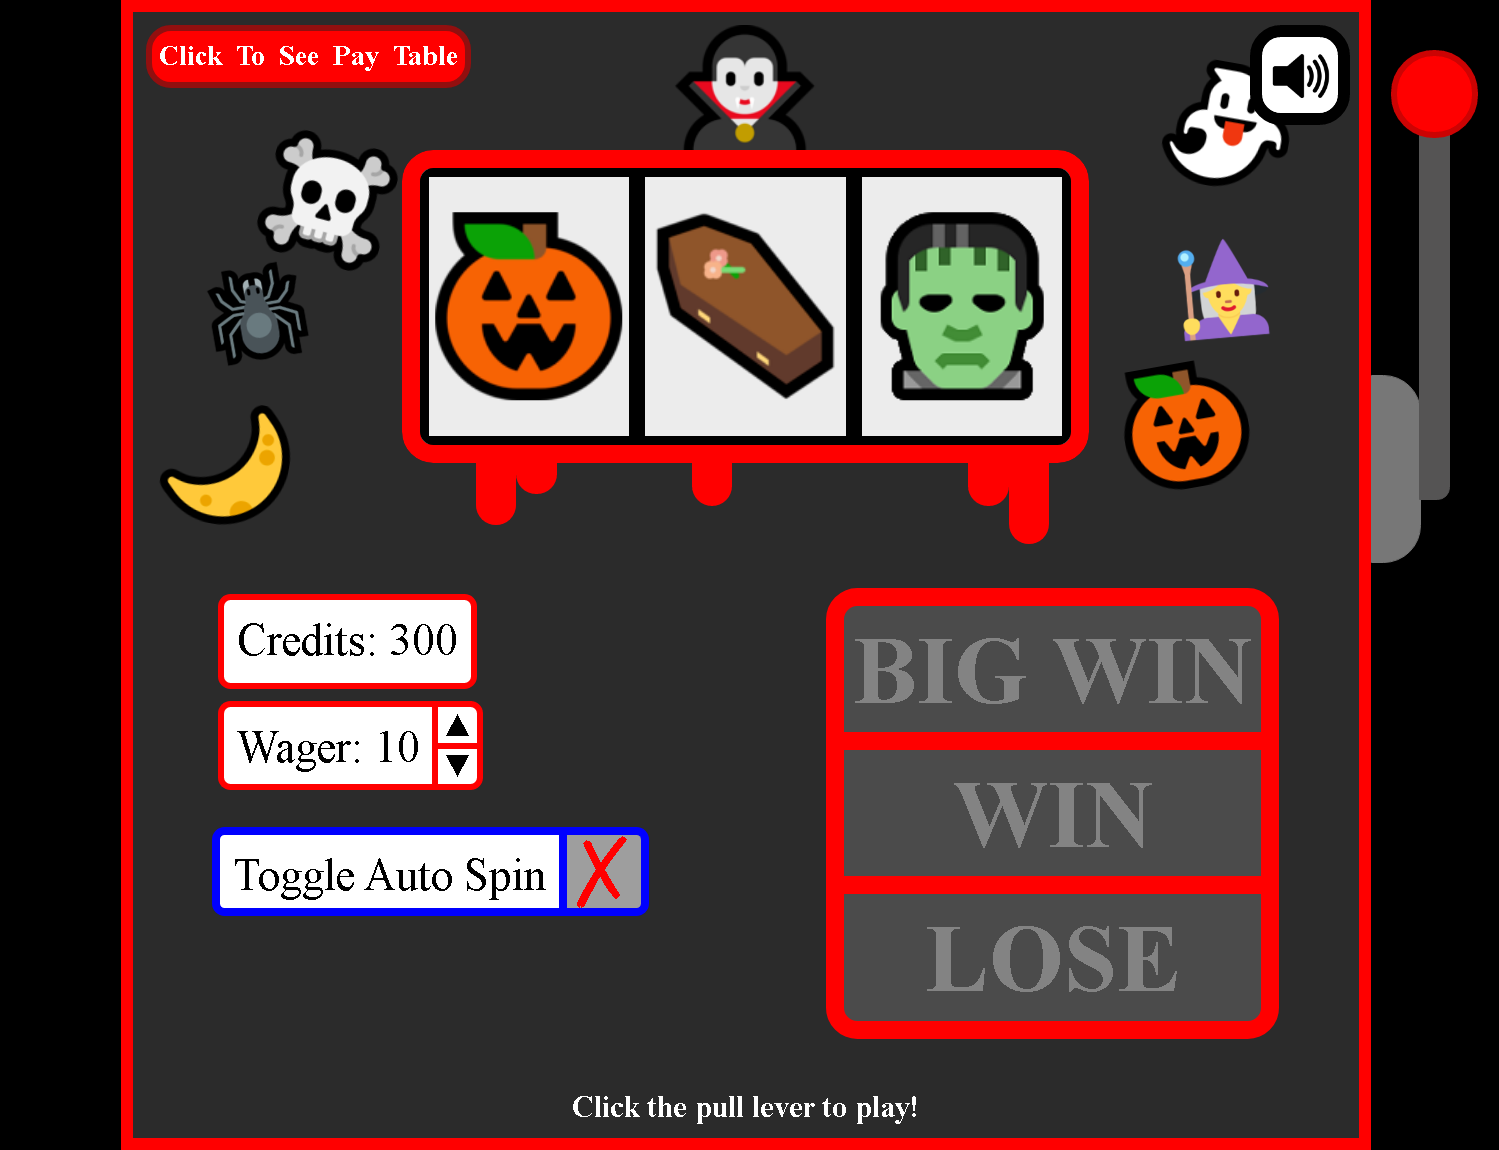 Click To See Pay Table
Credits: 300
Wager: 10
Toggle Auto Spin
BIG WIN
WIN
LOSE
Click the pull lever to play!